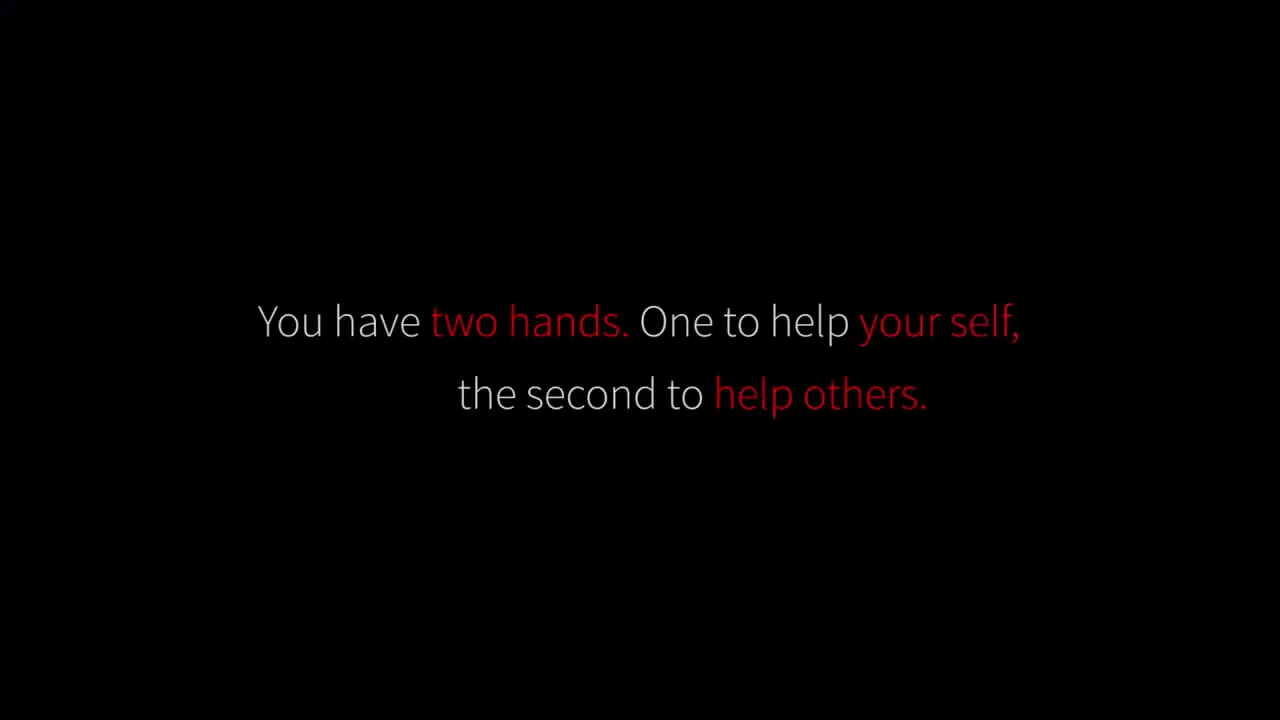 You have two hands. One to help your self,
the second to help others.